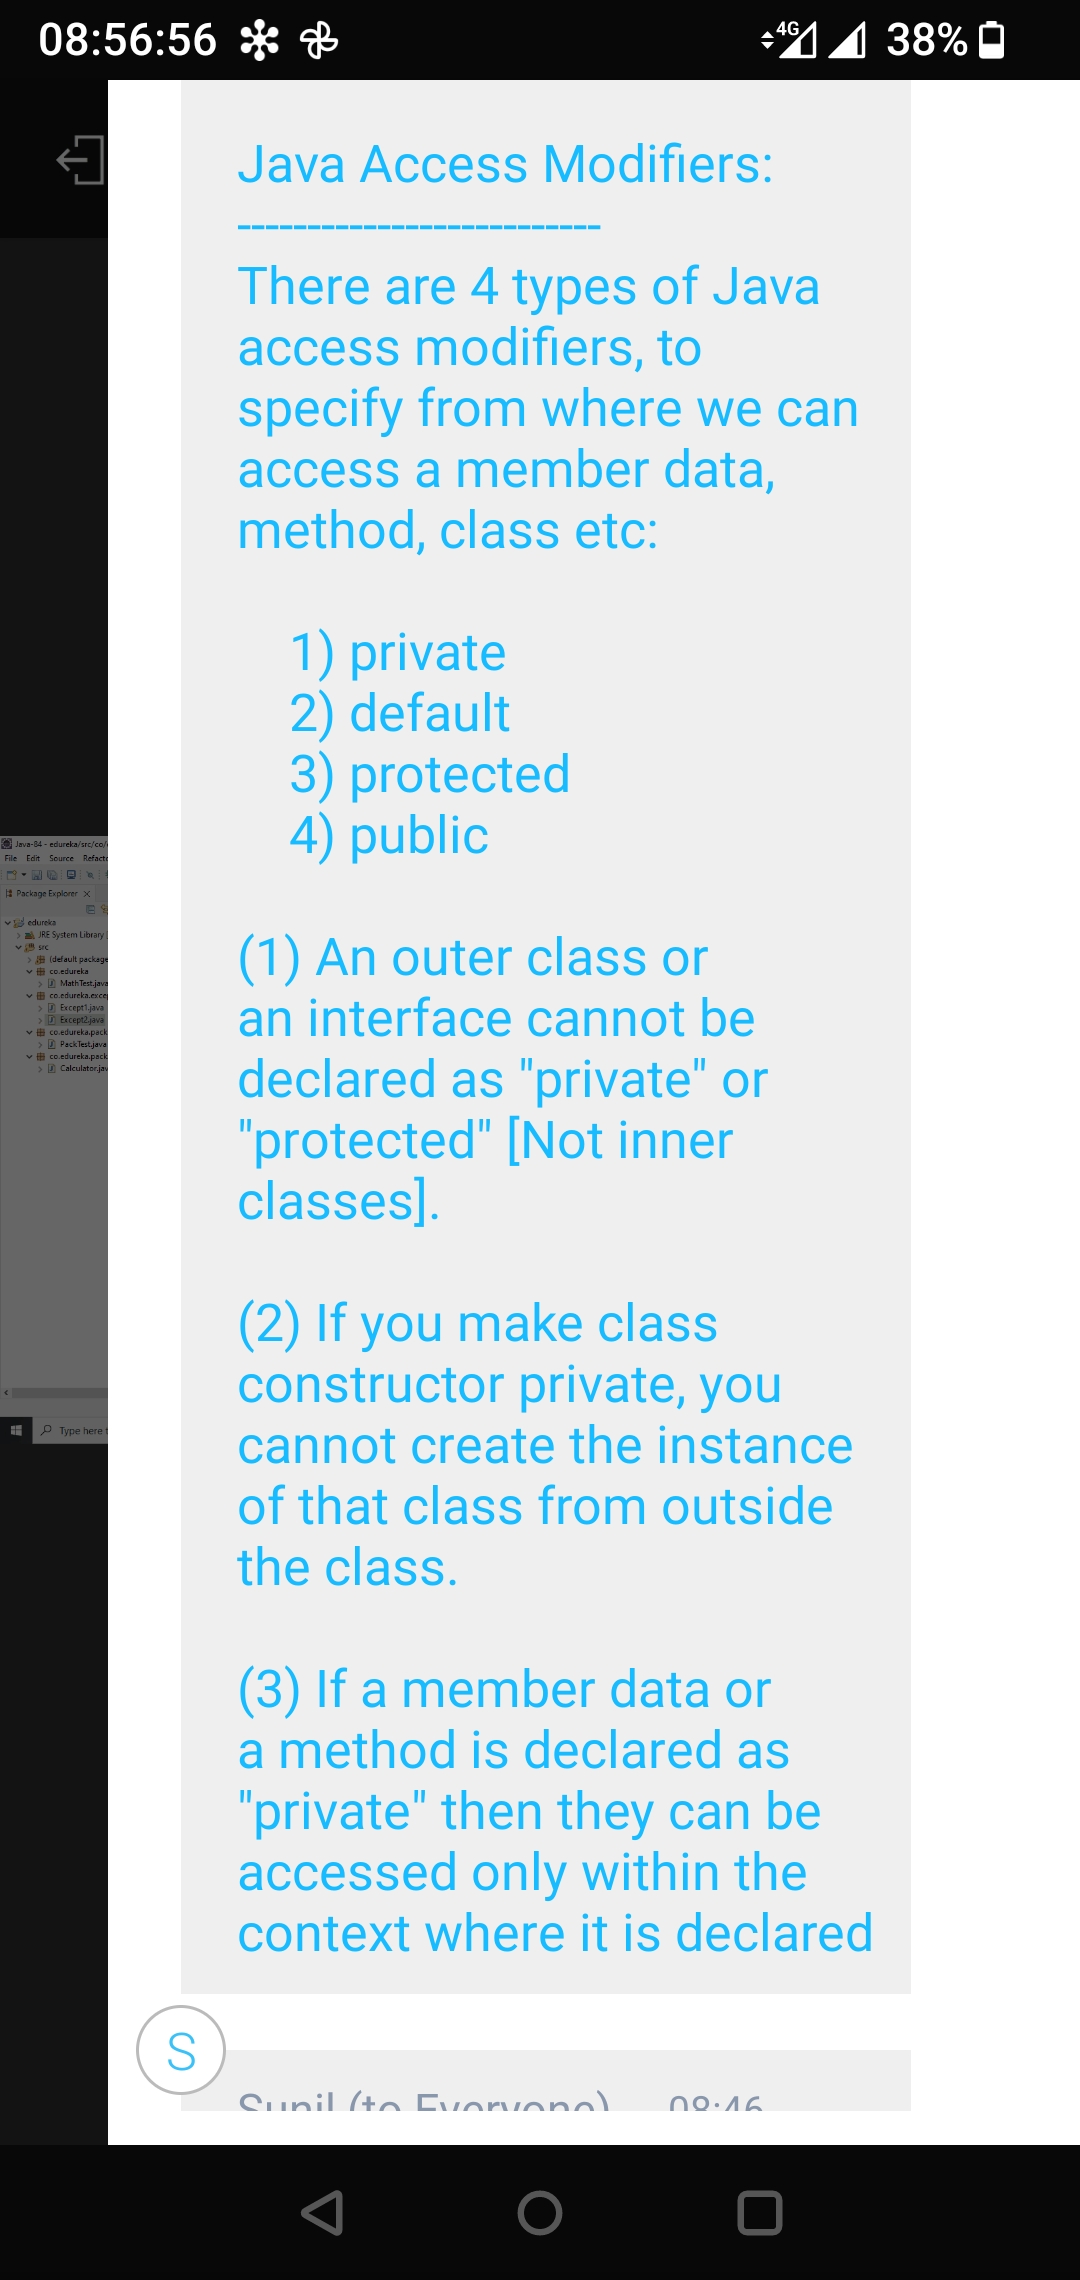 08:56:56
4G
38%
Java Access Modifiers:
--------------------------
There are 4 types of Java
access modifiers, to
specify from where we can
access a member data,
method, class etc:
1) private
2) default
3) protected
4) public
(1) An outer class or
an interface cannot be
declared as "private" or
"protected" [Not inner
classes].
(2) If you make class
constructor private, you
cannot create the instance
of that class from outside
the class.
(3) If a member data or
a method is declared as
"private" then they can be
accessed only within the
context where it is declared
S
Sunil (to Everyone) 08:46
Java-84 - edureka/src/co/
File Edit Source Refacto
Package Explorer
edureka
JRE System Library
src
(default package
co.edureka
MathTest.java
co.edureka.excep
Except1.java
Except2.java
co.edureka.pack
PackTest.java
co.edureka.pack
Calculator.jav
Type here t